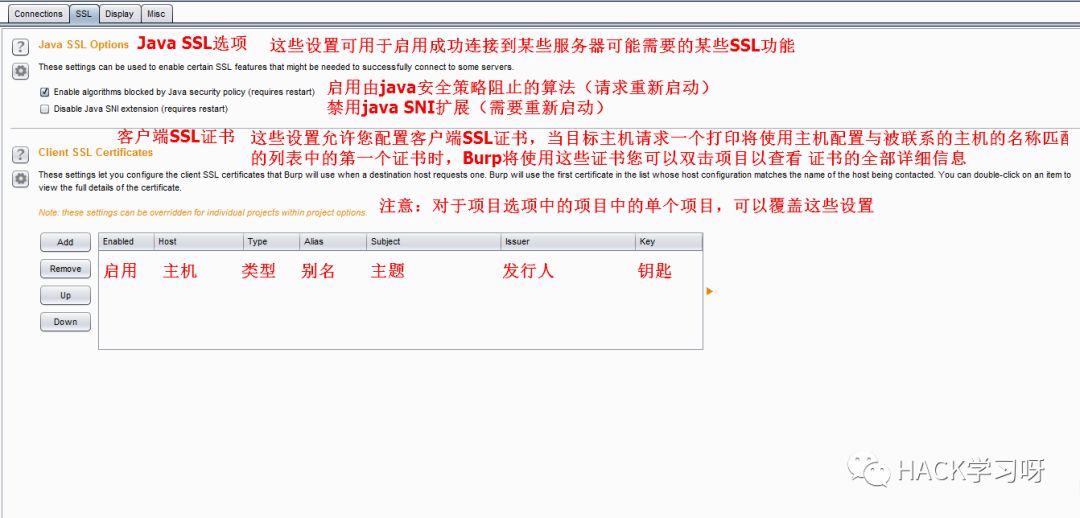 Connections SSL Display Misc
Java SSL Options Java SSL选项 这些设置可用于启用成功连接到某些服务器可能需要的某些SSL功能
These settings can be used to enable certain SSL features that might be needed to successfully connect to some servers.
Enable algorithms blocked by Java security policy (requires restart) 启用由java安全策略阻止的算法（请求重新启动）
Disable Java SNI extension (requires restart) 禁用java SNI扩展（需要重新启动）
客户端SSL证书 这些设置允许您配置客户端SSL证书，当目标主机请求一个打印将使用主机配置与被联系的主机的名称匹配
Client SSL Certificates 的列表中的第一个证书时，Burp将使用这些证书您可以双击项目以查看 证书的全部详细信息
These settings let you configure the client SSL certificates that Burp will use when a destination host requests one. Burp will use the first certificate in the list whose host configuration matches the name of the host being contacted. You can double-click on an item to
view the full details of the certificate.
Note: these settings can be overridden for individual projects within project options. 注意：对于项目选项中的项目中的单个项目，可以覆盖这些设置
Add Enabled Host Type Alias Subject Issuer Key
Remove 启用 主机 类型 别名 主题 发行人 钥匙
Up
Down
HACK学习呀